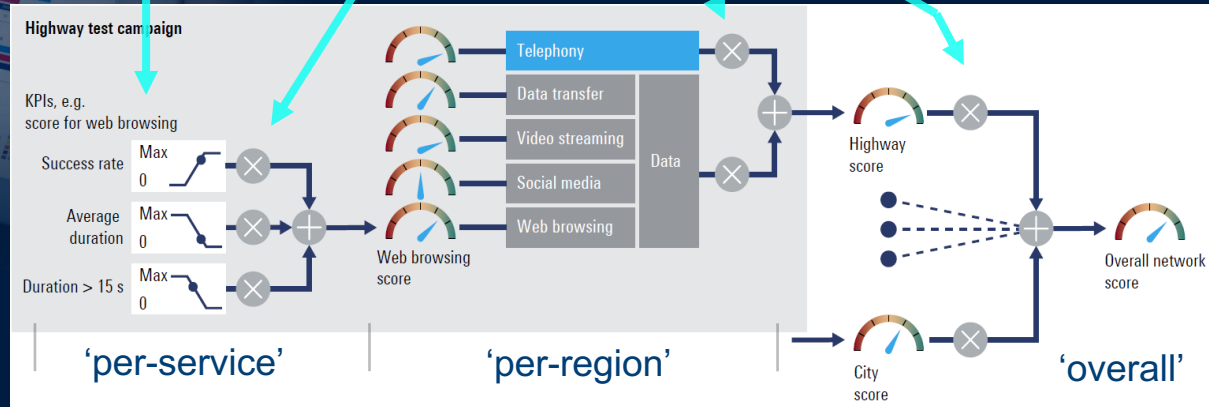 Highway test campaign
KPIs, e.g.
score for web browsing
Success rate
Max
0
Average
duration
Max
0
Duration > 15 s
Max
0
Web browsing
score
Telephony
Data transfer
Video streaming
Social media
Web browsing
Data
Highway
score
City
score
Overall network
score
‘per-service’
‘per-region’
‘overall’